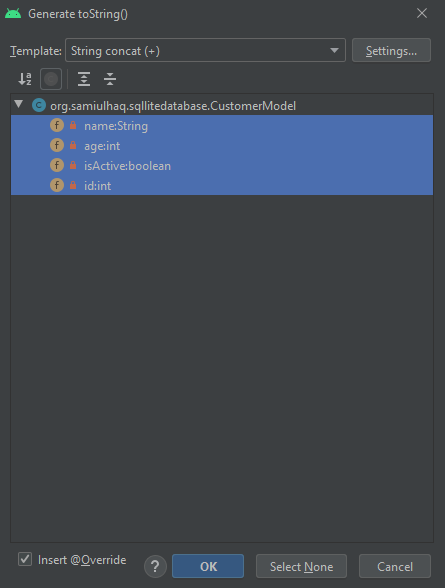 Generate toString()
Template: String concat (+) Settings...
org.samiulhaq.sqllitedatabase.CustomerModel
name:String
age:int
isActive:boolean
id:int
Insert @Override ? OK Select None Cancel